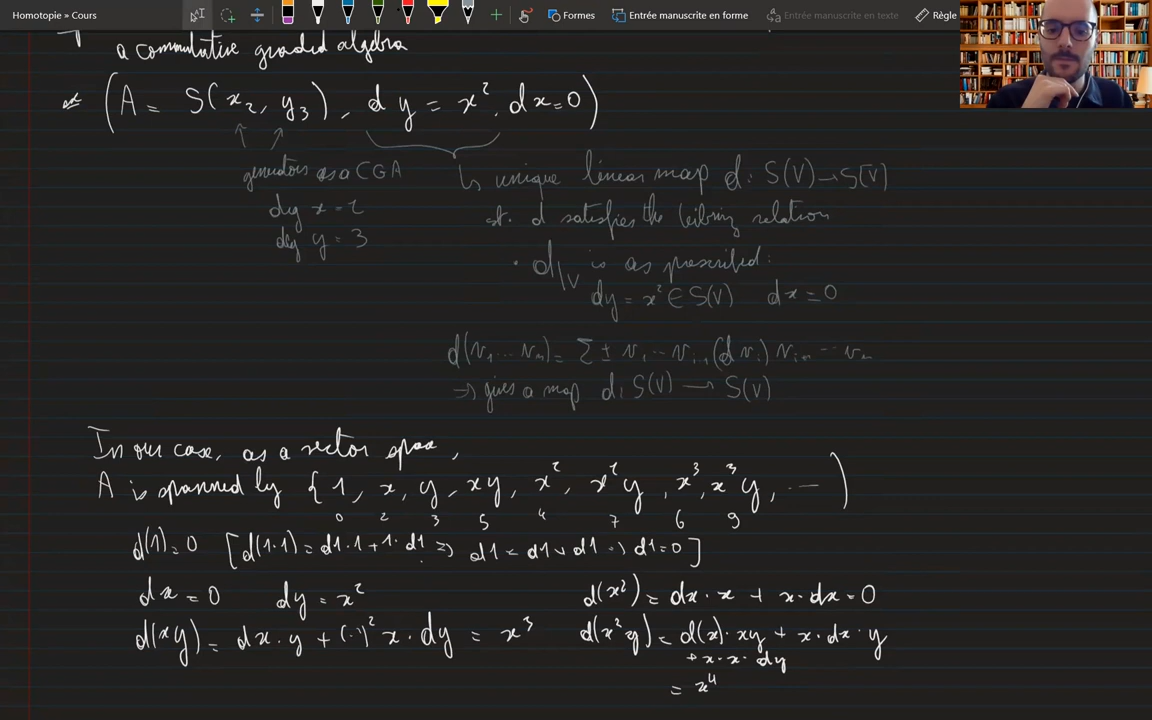 Homotopie » Cours
Formes
Entrée manuscrite en forme
Entrée manuscrite en texte
Règle
a commutative graded algebra
(A = S(x₂, y₃), dy = x², dx=0)
generators as a CGA
deg x = 2
deg y = 3
↳ unique linear map d: S(V) → S(V)
st. d satisfies the Leibniz relation
· d|V is as prescribed:
dy = x² ∈ S(V) dx = 0
d(v₁ … vₙ) = Σ ± v₁ … vᵢ₋₁ (d vᵢ) vᵢ₊₁ … vₙ
→ gives a map d: S(V) → S(V)
In our case, as a vector space,
A is spanned by { 1, x, y, xy, x², x²y, x³, x³y, … )
0 2 3 5 4 7 6 9
d(1) = 0 [d(1·1) = d1·1 + 1·d1 ⇒ d1 = d1 + d1 ⇒ d1 = 0]
dx = 0 dy = x² d(x²) = dx·x + x·dx = 0
d(xy) = dx·y + (-)² x·dy = x³ d(x²y) = d(x)·xy + x·dx·y
+ x·x·dy
= x⁴